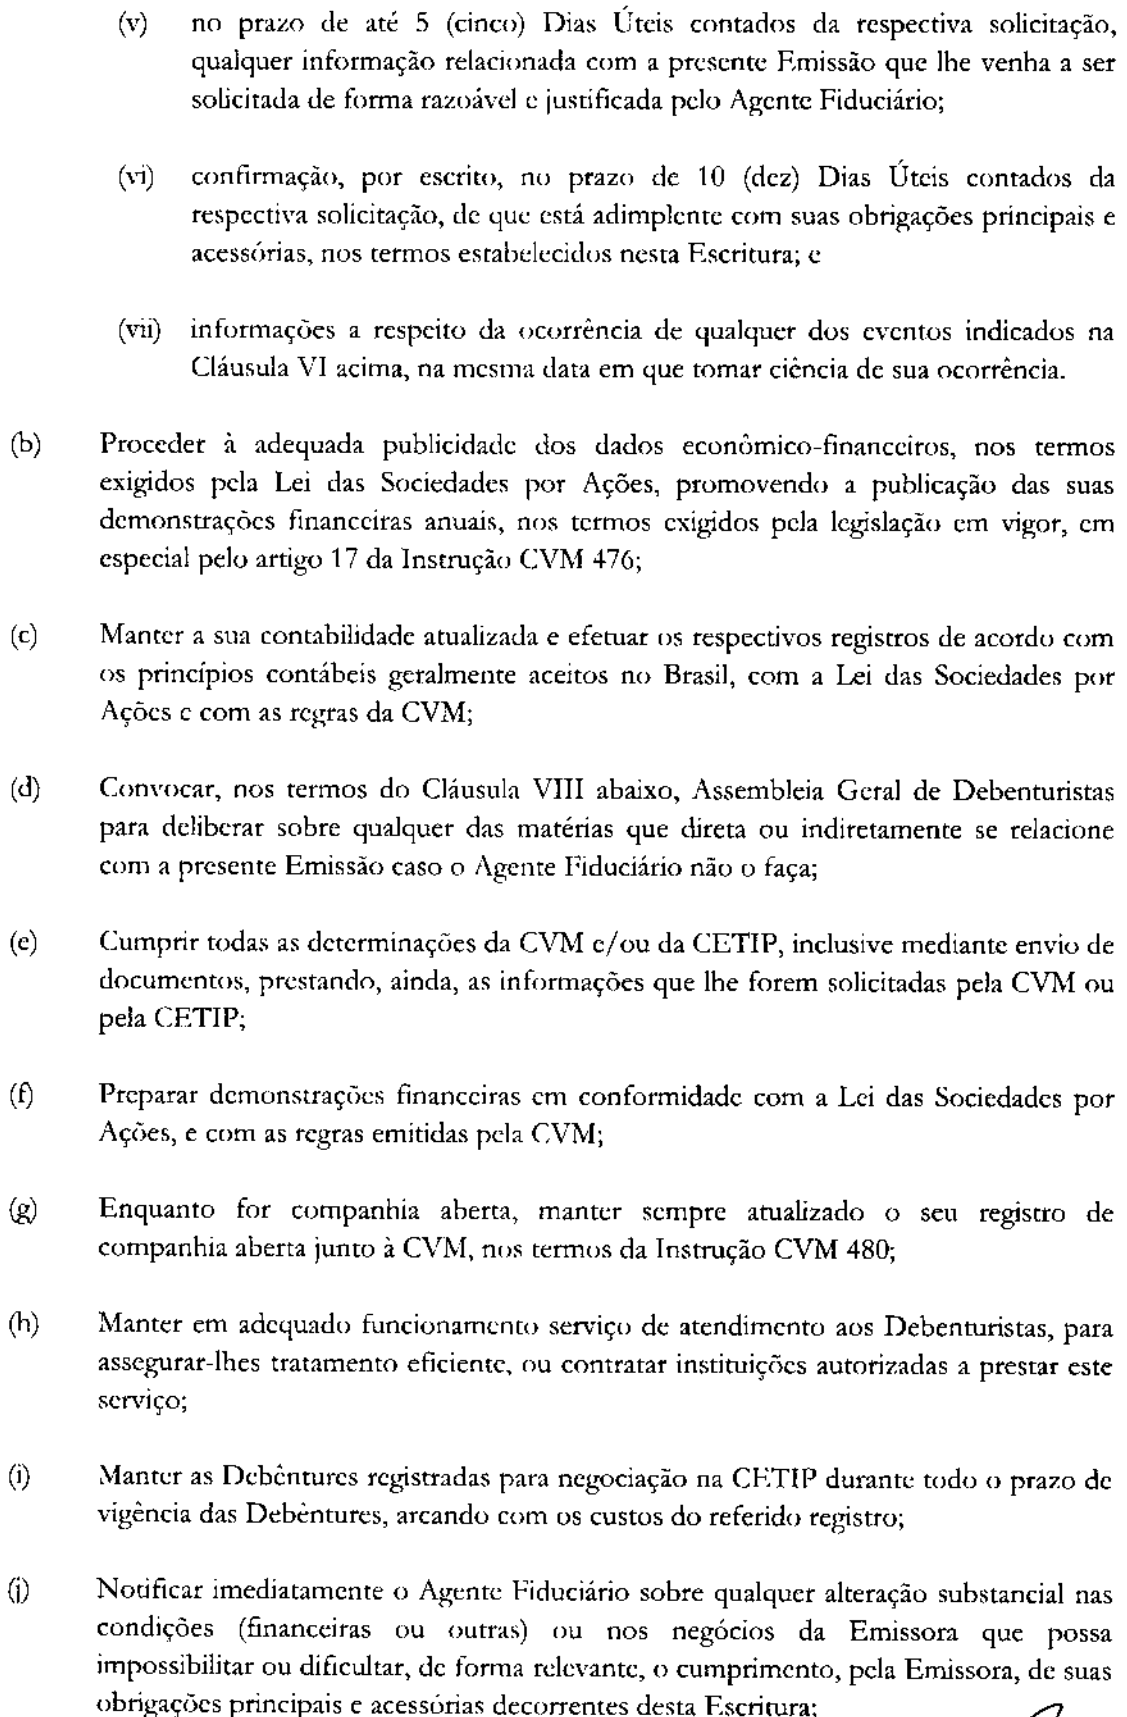 (v) no prazo de até 5 (cinco) Dias Úteis contados da respectiva solicitação,
qualquer informação relacionada com a presente Emissão que lhe venha a ser
solicitada de forma razoável e justificada pelo Agente Fiduciário;
(vi) confirmação, por escrito, no prazo de 10 (dez) Dias Úteis contados da
respectiva solicitação, de que está adimplente com suas obrigações principais e
acessórias, nos termos estabelecidos nesta Escritura; e
(vii) informações a respeito da ocorrência de qualquer dos eventos indicados na
Cláusula VI acima, na mesma data em que tomar ciência de sua ocorrência.
(b) Proceder à adequada publicidade dos dados econômico-financeiros, nos termos
exigidos pela Lei das Sociedades por Ações, promovendo a publicação das suas
demonstrações financeiras anuais, nos termos exigidos pela legislação em vigor, em
especial pelo artigo 17 da Instrução CVM 476;
(c) Manter a sua contabilidade atualizada e efetuar os respectivos registros de acordo com
os princípios contábeis geralmente aceitos no Brasil, com a Lei das Sociedades por
Ações e com as regras da CVM;
(d) Convocar, nos termos do Cláusula VIII abaixo, Assembleia Geral de Debenturistas
para deliberar sobre qualquer das matérias que direta ou indiretamente se relacione
com a presente Emissão caso o Agente Fiduciário não o faça;
(e) Cumprir todas as determinações da CVM e/ou da CETIP, inclusive mediante envio de
documentos, prestando, ainda, as informações que lhe forem solicitadas pela CVM ou
pela CETIP;
(f) Preparar demonstrações financeiras em conformidade com a Lei das Sociedades por
Ações, e com as regras emitidas pela CVM;
(g) Enquanto for companhia aberta, manter sempre atualizado o seu registro de
companhia aberta junto à CVM, nos termos da Instrução CVM 480;
(h) Manter em adequado funcionamento serviço de atendimento aos Debenturistas, para
assegurar-lhes tratamento eficiente, ou contratar instituições autorizadas a prestar este
serviço;
(i) Manter as Debêntures registradas para negociação na CETIP durante todo o prazo de
vigência das Debêntures, arcando com os custos do referido registro;
(j) Notificar imediatamente o Agente Fiduciário sobre qualquer alteração substancial nas
condições (financeiras ou outras) ou nos negócios da Emissora que possa
impossibilitar ou dificultar, de forma relevante, o cumprimento, pela Emissora, de suas
obrigações principais e acessórias decorrentes desta Escritura;